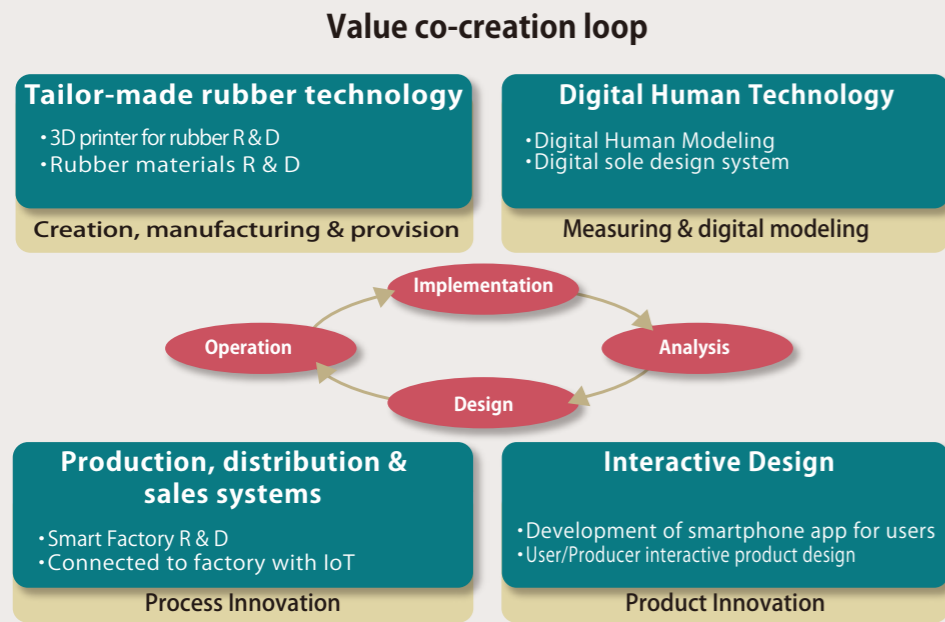 Value co-creation loop
Tailor-made rubber technology
・3D printer for rubber R & D
・Rubber materials R & D
Creation, manufacturing & provision
Digital Human Technology
・Digital Human Modeling
・Digital sole design system
Measuring & digital modeling
Implementation
Operation
Analysis
Design
Production, distribution &
sales systems
・Smart Factory R & D
・Connected to factory with IoT
Process Innovation
Interactive Design
・Development of smartphone app for users
・User/Producer interactive product design
Product Innovation